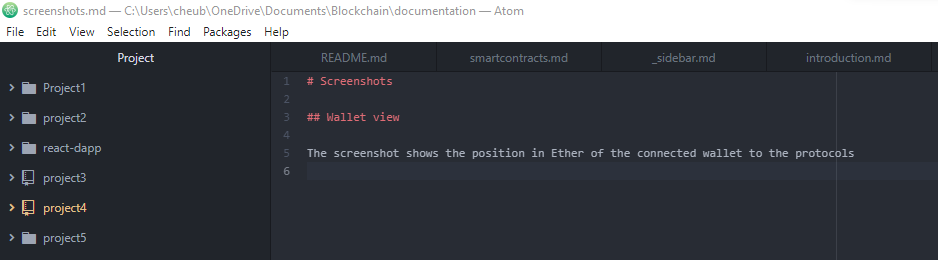 screenshots.md — C:\Users\cheub\OneDrive\Documents\Blockchain\documentation — Atom
File Edit View Selection Find Packages Help
Project
README.md smartcontracts.md _sidebar.md introduction.md
Project1
project2
react-dapp
project3
project4
project5
1 # Screenshots
2
3 ## Wallet view
4
5 The screenshot shows the position in Ether of the connected wallet to the protocols
6